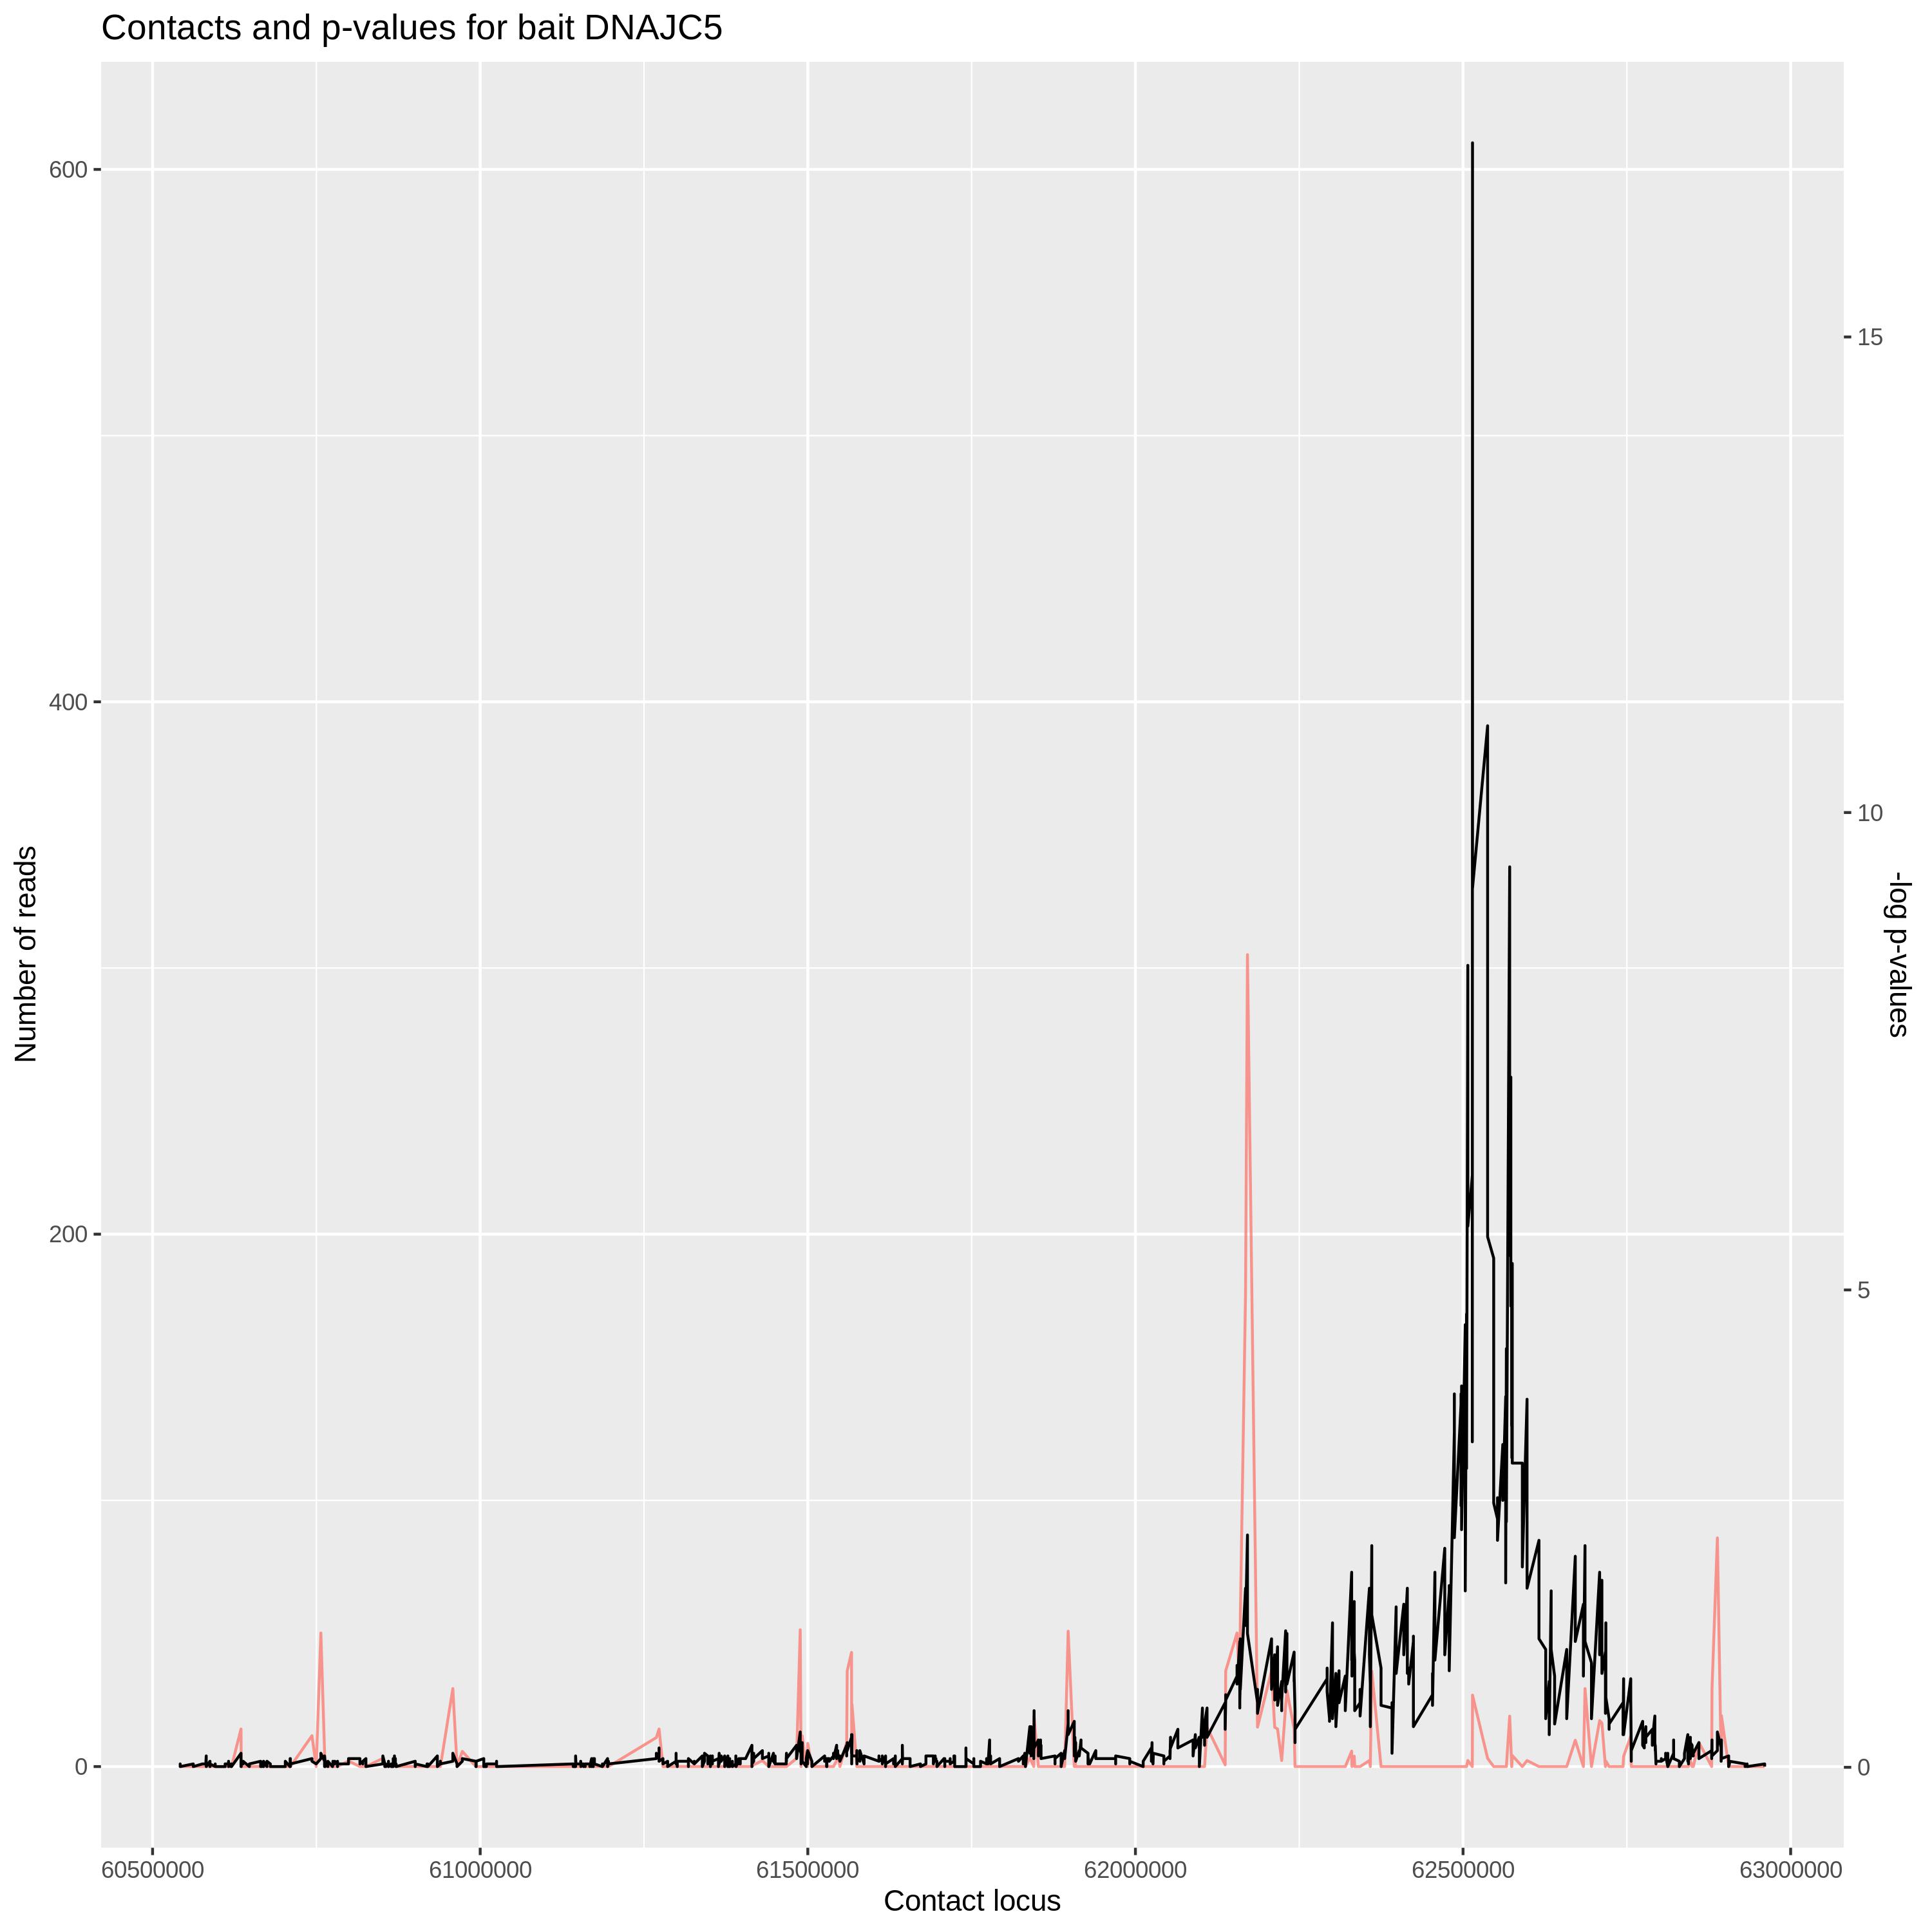 Contacts and p-values for bait DNAJC5
600
400
200
0
Number of reads
15
10
5
0
-log p-values
60500000 61000000 61500000 62000000 62500000 63000000
Contact locus